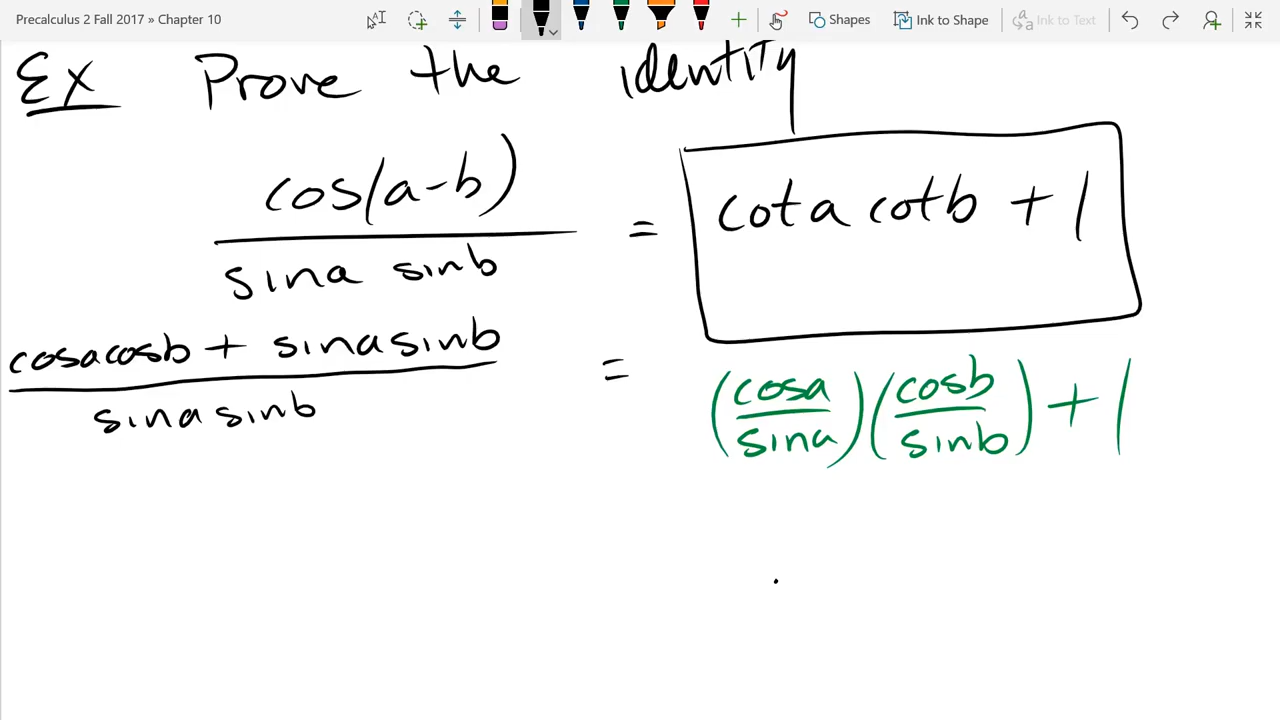 Precalculus 2 Fall 2017 » Chapter 10
Shapes Ink to Shape Ink to Text
Ex Prove the identity
cos(a-b) / sina sinb = cota cotb + 1
cosacosb + sinasinb / sinasinb = (cosa/sina)(cosb/sinb) + 1